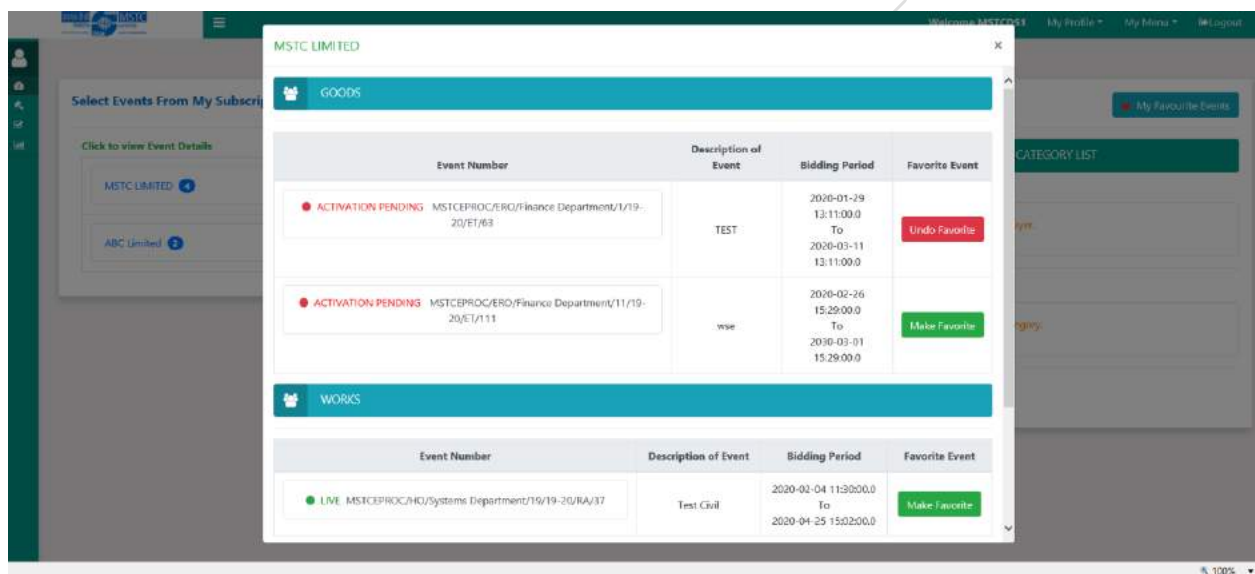 MSTC
Welcome MSTCDS1 My Profile My Menu Logout
MSTC LIMITED ×
Select Events From My Subscri
My Favourite Events
Click to view Event Details
CATEGORY LIST
MSTC LIMITED 4
ABC Limited 2
GOODS
Event Number Description of Event Bidding Period Favorite Event
ACTIVATION PENDING MSTCEPROC/ERO/Finance Department/1/19-
20/ET/63
TEST
2020-01-29
13:11:00.0
To
2020-03-11
13:11:00.0
Undo Favorite
ACTIVATION PENDING MSTCEPROC/ERO/Finance Department/11/19-
20/ET/111
wse
2020-02-26
15:29:00.0
To
2030-03-01
15:29:00.0
Make Favorite
WORKS
Event Number Description of Event Bidding Period Favorite Event
LIVE MSTCEPROC/HO/Systems Department/19/19-20/RA/37
Test Civil
2020-02-04 11:30:00.0
To
2020-04-25 15:02:00.0
Make Favorite
100%